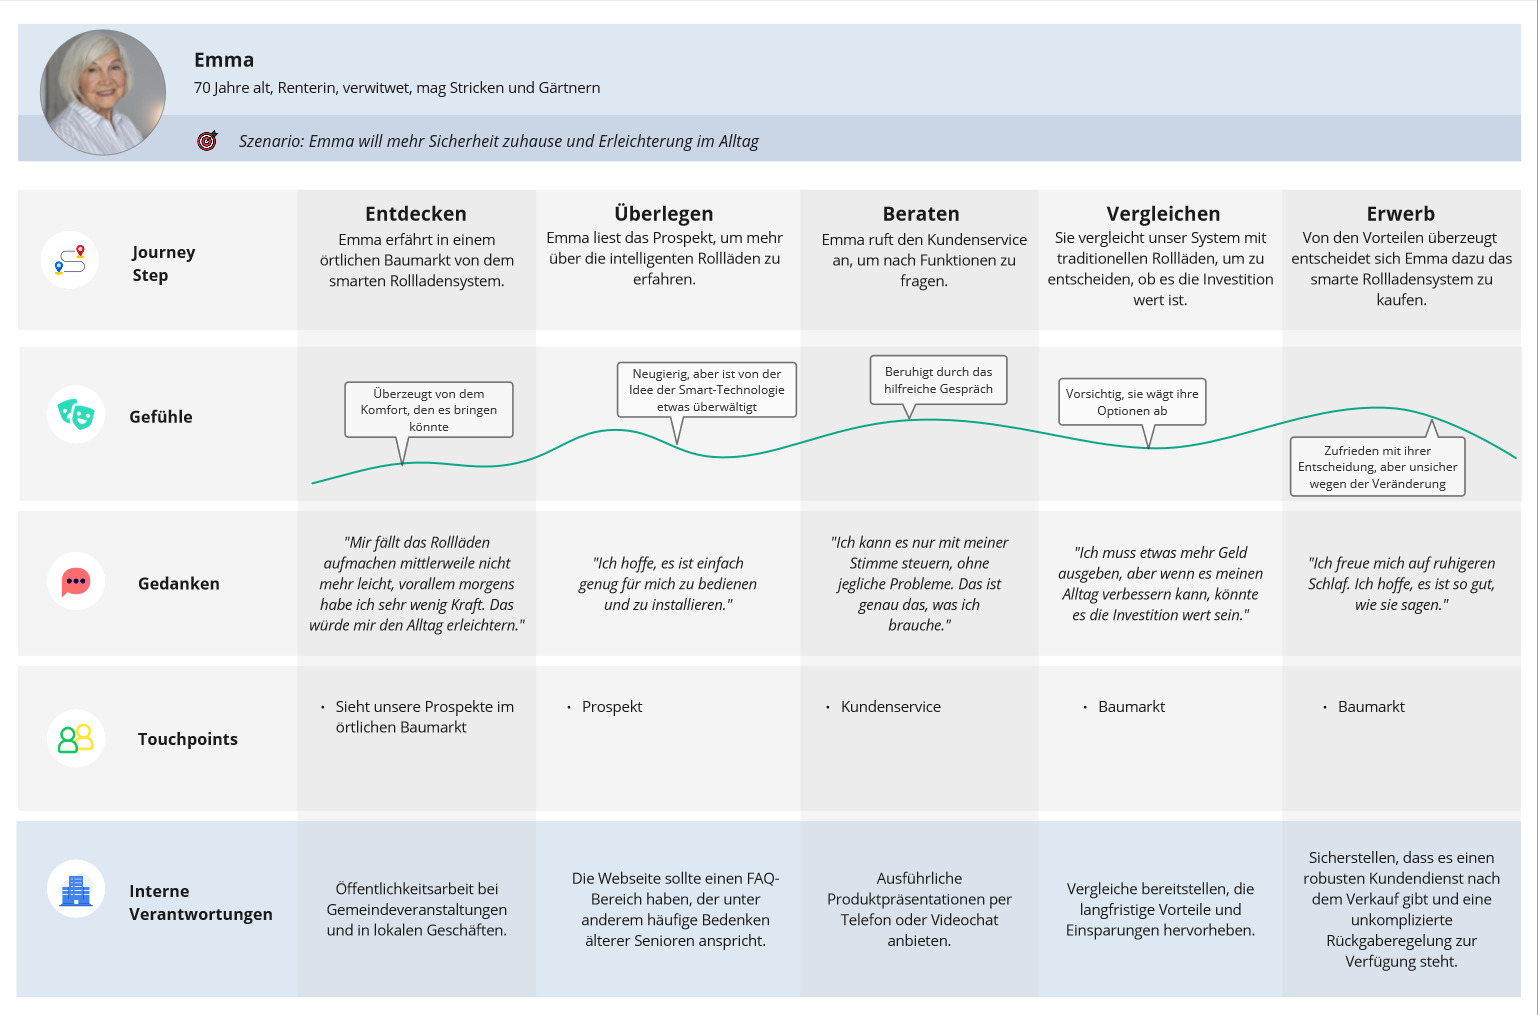 Emma
70 Jahre alt, Renterin, verwitwet, mag Stricken und Gärtnern
Szenario: Emma will mehr Sicherheit zuhause und Erleichterung im Alltag
Journey
Step
Entdecken
Emma erfährt in einem
örtlichen Baumarkt von dem
smarten Rollladensystem.
Überlegen
Emma liest das Prospekt, um mehr
über die intelligenten Rollläden zu
erfahren.
Beraten
Emma ruft den Kundenservice
an, um nach Funktionen zu
fragen.
Vergleichen
Sie vergleicht unser System mit
traditionellen Rollläden, um zu
entscheiden, ob es die Investition
wert ist.
Erwerb
Von den Vorteilen überzeugt
entscheidet sich Emma dazu das
smarte Rollladensystem zu
kaufen.
Gefühle
Überzeugt von dem
Komfort, den es bringen
könnte
Neugierig, aber ist von der
Idee der Smart-Technologie
etwas überwältigt
Beruhigt durch das
hilfreiche Gespräch
Vorsichtig, sie wägt ihre
Optionen ab
Zufrieden mit ihrer
Entscheidung, aber unsicher
wegen der Veränderung
Gedanken
"Mir fällt das Rollläden
aufmachen mittlerweile nicht
mehr leicht, vorallem morgens
habe ich sehr wenig Kraft. Das
würde mir den Alltag erleichtern."
"Ich hoffe, es ist einfach
genug für mich zu bedienen
und zu installieren."
"Ich kann es nur mit meiner
Stimme steuern, ohne
jegliche Probleme. Das ist
genau das, was ich
brauche."
"Ich muss etwas mehr Geld
ausgeben, aber wenn es meinen
Alltag verbessern kann, könnte
es die Investition wert sein."
"Ich freue mich auf ruhigeren
Schlaf. Ich hoffe, es ist so gut,
wie sie sagen."
Touchpoints
• Sieht unsere Prospekte im
örtlichen Baumarkt
• Prospekt
• Kundenservice
• Baumarkt
• Baumarkt
Interne
Verantwortungen
Öffentlichkeitsarbeit bei
Gemeindeveranstaltungen
und in lokalen Geschäften.
Die Webseite sollte einen FAQ-
Bereich haben, der unter
anderem häufige Bedenken
älterer Senioren anspricht.
Ausführliche
Produktpräsentationen per
Telefon oder Videochat
anbieten.
Vergleiche bereitstellen, die
langfristige Vorteile und
Einsparungen hervorheben.
Sicherstellen, dass es einen
robusten Kundendienst nach
dem Verkauf gibt und eine
unkomplizierte
Rückgaberegelung zur
Verfügung steht.